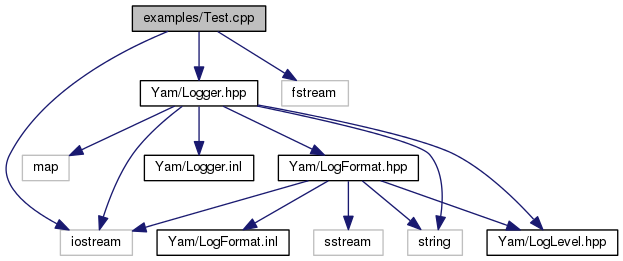 examples/Test.cpp
Yam/Logger.hpp
fstream
map
Yam/Logger.inl
Yam/LogFormat.hpp
iostream
Yam/LogFormat.inl
sstream
string
Yam/LogLevel.hpp